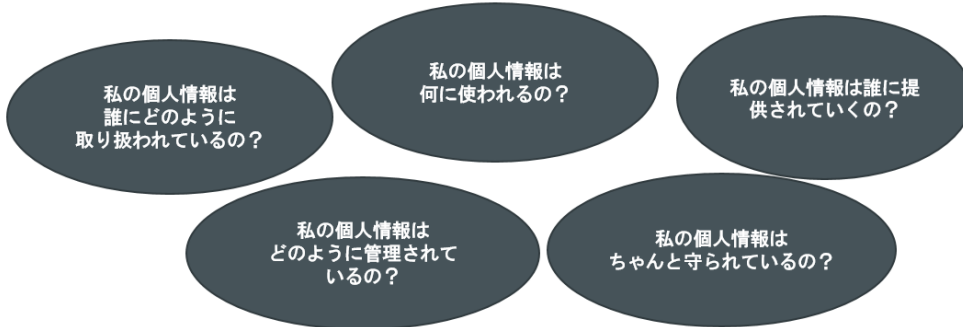 私の個人情報は
誰にどのように
取り扱われているの？
私の個人情報は
何に使われるの？
私の個人情報は誰に提
供されていくの？
私の個人情報は
どのように管理されて
いるの？
私の個人情報は
ちゃんと守られているの？